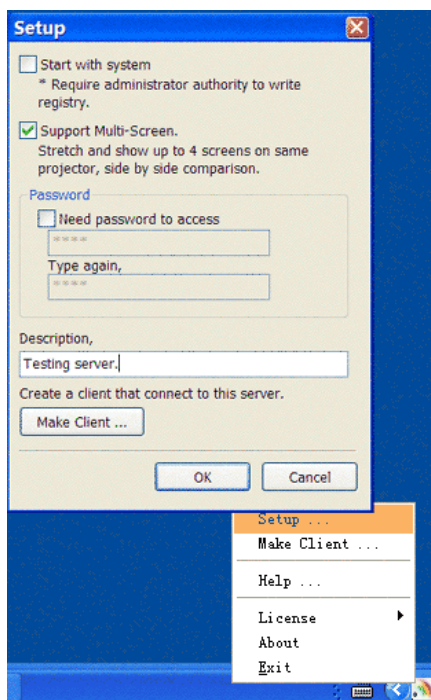 Setup
Start with system
* Require administrator authority to write
registry.
Support Multi-Screen.
Stretch and show up to 4 screens on same
projector, side by side comparison.
Password
Need password to access
****
Type again,
****
Description,
Testing server.
Create a client that connect to this server.
Make Client ...
OK
Cancel
Setup ...
Make Client ...
Help ...
License
About
Exit